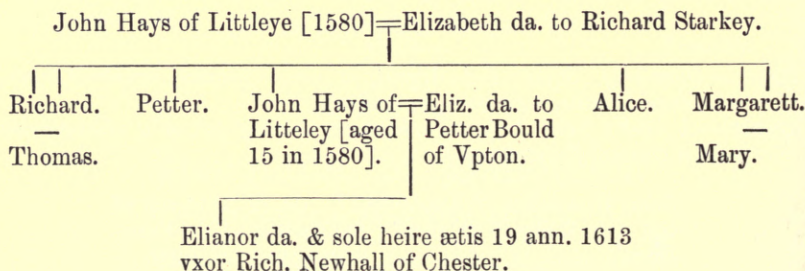 John Hays of Littleye [1580]=Elizabeth da. to Richard Starkey.
Richard. Petter. John Hays of=Eliz. da. to Alice. Margarett.
— Litteley [aged Petter Bould —
Thomas. 15 in 1580]. of Vpton. Mary.
Elianor da. & sole heire ætis 19 ann. 1613
vxor Rich. Newhall of Chester.